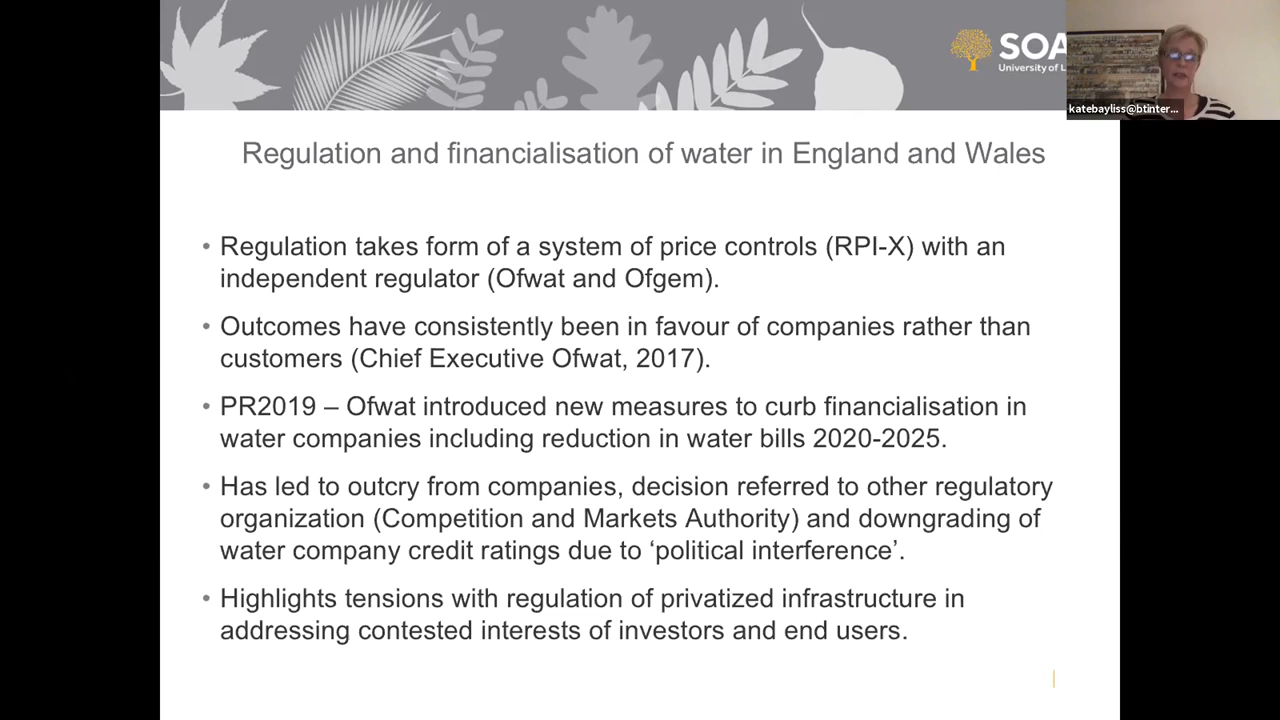 SOA
University of L
katebayliss@btinter...
Regulation and financialisation of water in England and Wales
• Regulation takes form of a system of price controls (RPI-X) with an
independent regulator (Ofwat and Ofgem).
• Outcomes have consistently been in favour of companies rather than
customers (Chief Executive Ofwat, 2017).
• PR2019 – Ofwat introduced new measures to curb financialisation in
water companies including reduction in water bills 2020-2025.
• Has led to outcry from companies, decision referred to other regulatory
organization (Competition and Markets Authority) and downgrading of
water company credit ratings due to ‘political interference’.
• Highlights tensions with regulation of privatized infrastructure in
addressing contested interests of investors and end users.